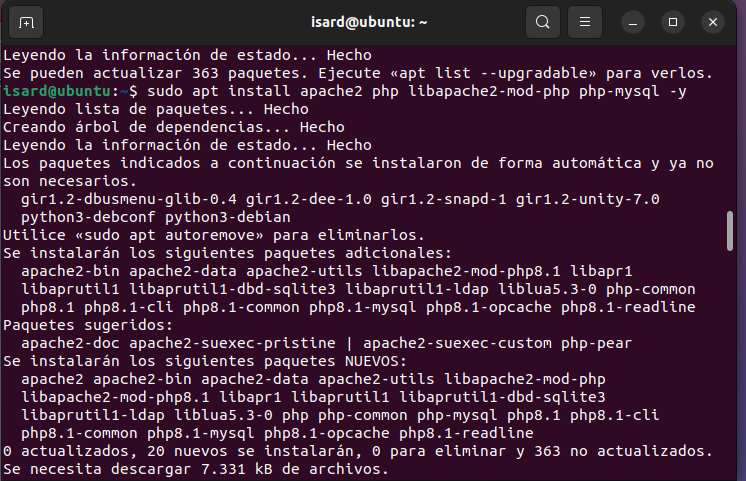 isard@ubuntu: ~
Leyendo la información de estado... Hecho
Se pueden actualizar 363 paquetes. Ejecute «apt list --upgradable» para verlos.
isard@ubuntu:~$ sudo apt install apache2 php libapache2-mod-php php-mysql -y
Leyendo lista de paquetes... Hecho
Creando árbol de dependencias... Hecho
Leyendo la información de estado... Hecho
Los paquetes indicados a continuación se instalaron de forma automática y ya no
son necesarios.
gir1.2-dbusmenu-glib-0.4 gir1.2-dee-1.0 gir1.2-snapd-1 gir1.2-unity-7.0
python3-debconf python3-debian
Utilice «sudo apt autoremove» para eliminarlos.
Se instalarán los siguientes paquetes adicionales:
apache2-bin apache2-data apache2-utils libapache2-mod-php8.1 libapr1
libaprutil1 libaprutil1-dbd-sqlite3 libaprutil1-ldap liblua5.3-0 php-common
php8.1 php8.1-cli php8.1-common php8.1-mysql php8.1-opcache php8.1-readline
Paquetes sugeridos:
apache2-doc apache2-suexec-pristine | apache2-suexec-custom php-pear
Se instalarán los siguientes paquetes NUEVOS:
apache2 apache2-bin apache2-data apache2-utils libapache2-mod-php
libapache2-mod-php8.1 libapr1 libaprutil1 libaprutil1-dbd-sqlite3
libaprutil1-ldap liblua5.3-0 php php-common php-mysql php8.1 php8.1-cli
php8.1-common php8.1-mysql php8.1-opcache php8.1-readline
0 actualizados, 20 nuevos se instalarán, 0 para eliminar y 363 no actualizados.
Se necesita descargar 7.331 kB de archivos.